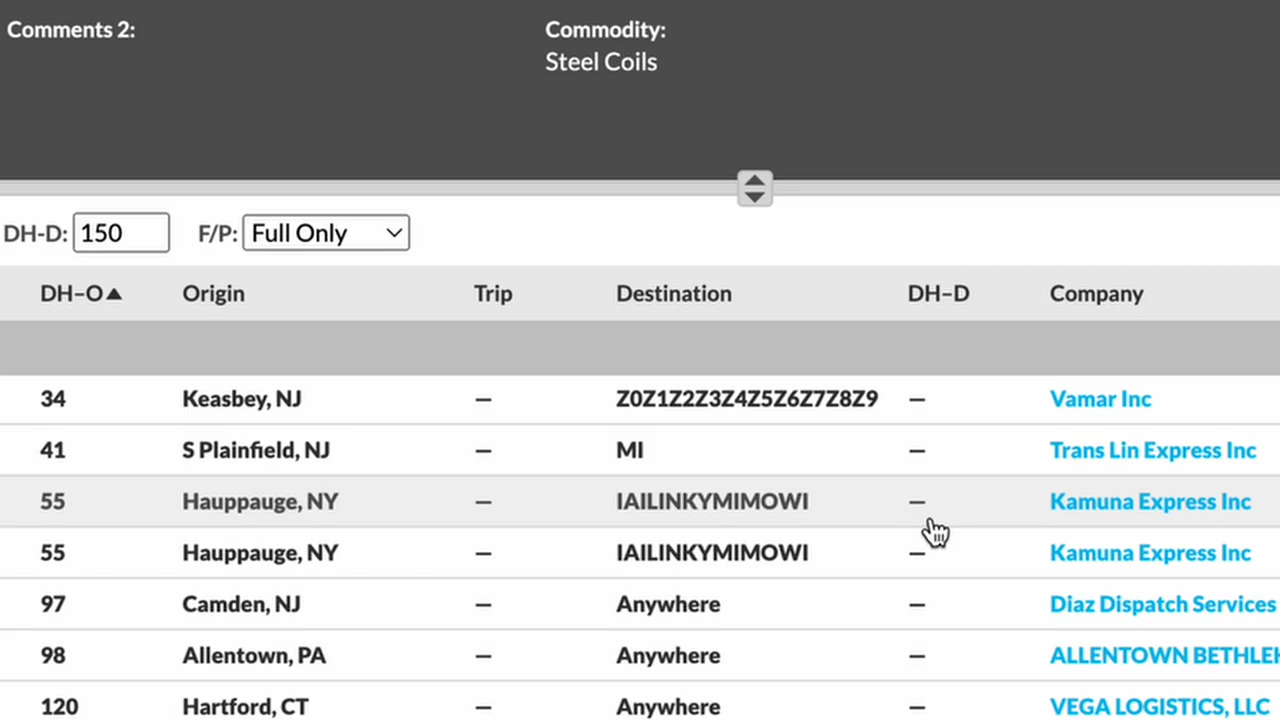 Comments 2: Commodity:
Steel Coils
DH-D: 150 F/P: Full Only
DH–O▲ Origin Trip Destination DH–D Company
34 Keasbey, NJ — Z0Z1Z2Z3Z4Z5Z6Z7Z8Z9 — Vamar Inc
41 S Plainfield, NJ — MI — Trans Lin Express Inc
55 Hauppauge, NY — IAILINKYMIMOWI — Kamuna Express Inc
55 Hauppauge, NY — IAILINKYMIMOWI — Kamuna Express Inc
97 Camden, NJ — Anywhere — Diaz Dispatch Services
98 Allentown, PA — Anywhere — ALLENTOWN
120 Hartford, CT — Anywhere — VEGA LOGISTICS, LLC